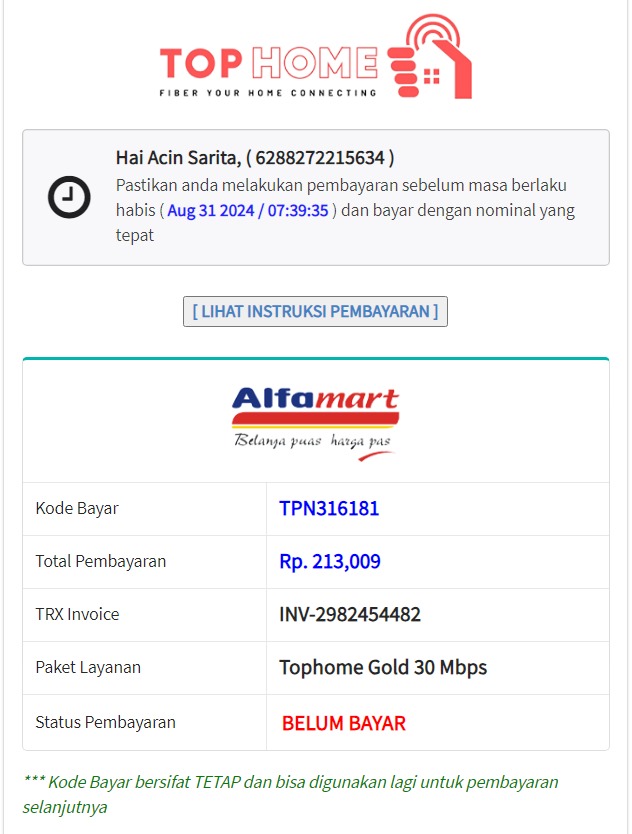 TOP HOME
FIBER YOUR HOME CONNECTING
Hai Acin Sarita, ( 6288272215634 )
Pastikan anda melakukan pembayaran sebelum masa berlaku
habis ( Aug 31 2024 / 07:39:35 ) dan bayar dengan nominal yang
tepat
[ LIHAT INSTRUKSI PEMBAYARAN ]
Alfamart
Belanja puas harga pas
Kode Bayar TPN316181
Total Pembayaran Rp. 213,009
TRX Invoice INV-2982454482
Paket Layanan Tophome Gold 30 Mbps
Status Pembayaran BELUM BAYAR
*** Kode Bayar bersifat TETAP dan bisa digunakan lagi untuk pembayaran
selanjutnya